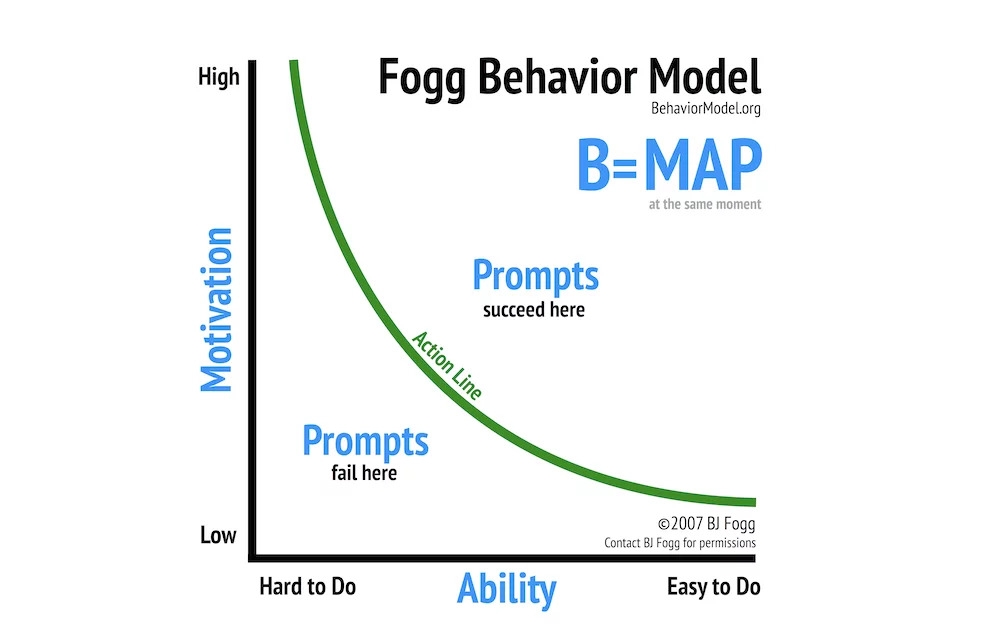 High
Fogg Behavior Model
BehaviorModel.org
B=MAP
at the same moment
Motivation
Prompts
succeed here
Action Line
Prompts
fail here
Low
©2007 BJ Fogg
Contact BJ Fogg for permissions
Hard to Do
Ability
Easy to Do